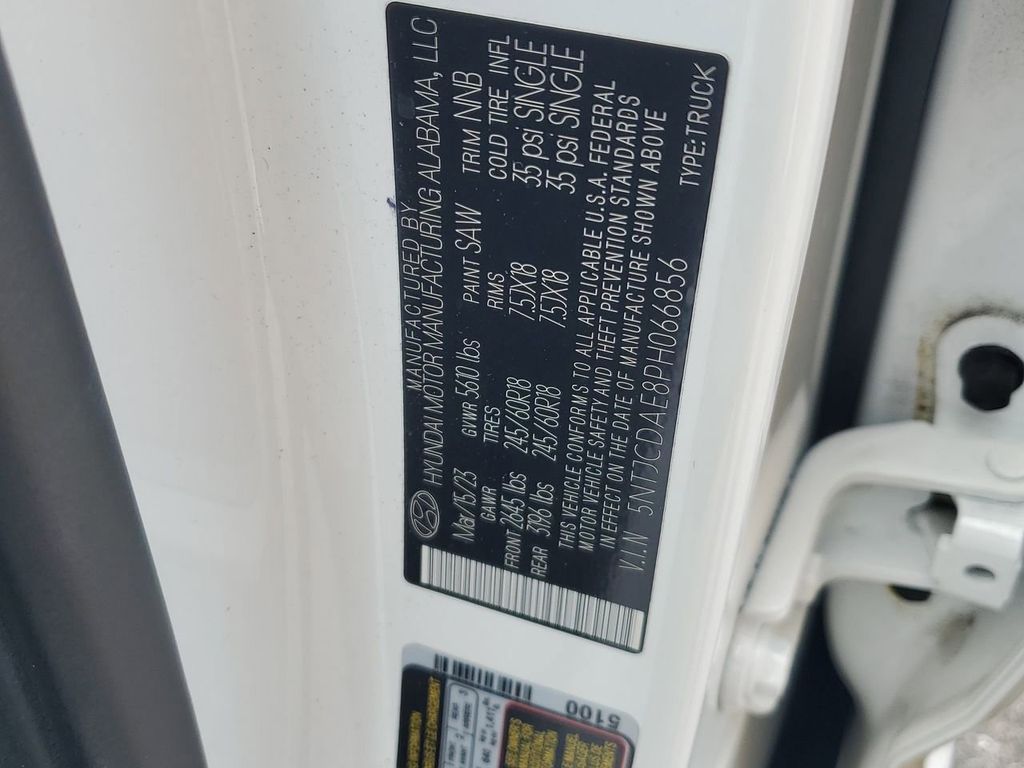 MANUFACTURED BY
HYUNDAI MOTOR MANUFACTURING ALABAMA, LLC
Mar/15/23 GVWR 5610 lbs PAINT SAW TRIM NNB
GAWR TIRES RIMS COLD TIRE INFL
FRONT 2645 lbs 245/60R18 7.5JX18 35 psi SINGLE
REAR 3196 lbs 245/60R18 7.5JX18 35 psi SINGLE
THIS VEHICLE CONFORMS TO ALL APPLICABLE U.S.A. FEDERAL
MOTOR VEHICLE SAFETY AND THEFT PREVENTION STANDARDS
IN EFFECT ON THE DATE OF MANUFACTURE SHOWN ABOVE
V.I.N 5NTJCDAE8PH066856 TYPE:TRUCK
5100